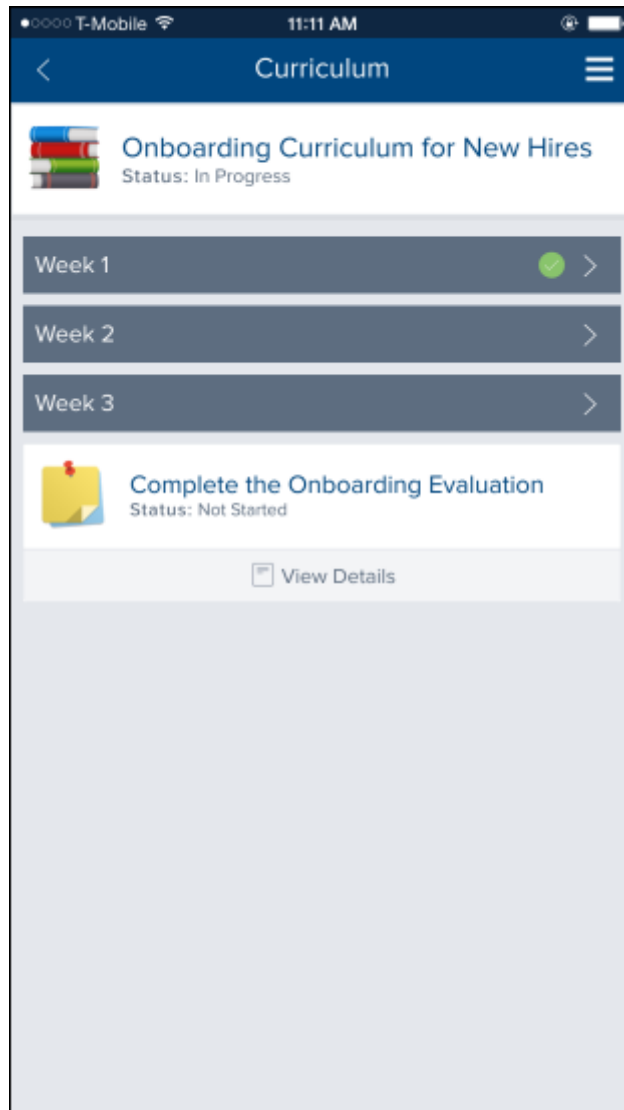 T-Mobile 11:11 AM
Curriculum
Onboarding Curriculum for New Hires
Status: In Progress
Week 1
Week 2
Week 3
Complete the Onboarding Evaluation
Status: Not Started
View Details